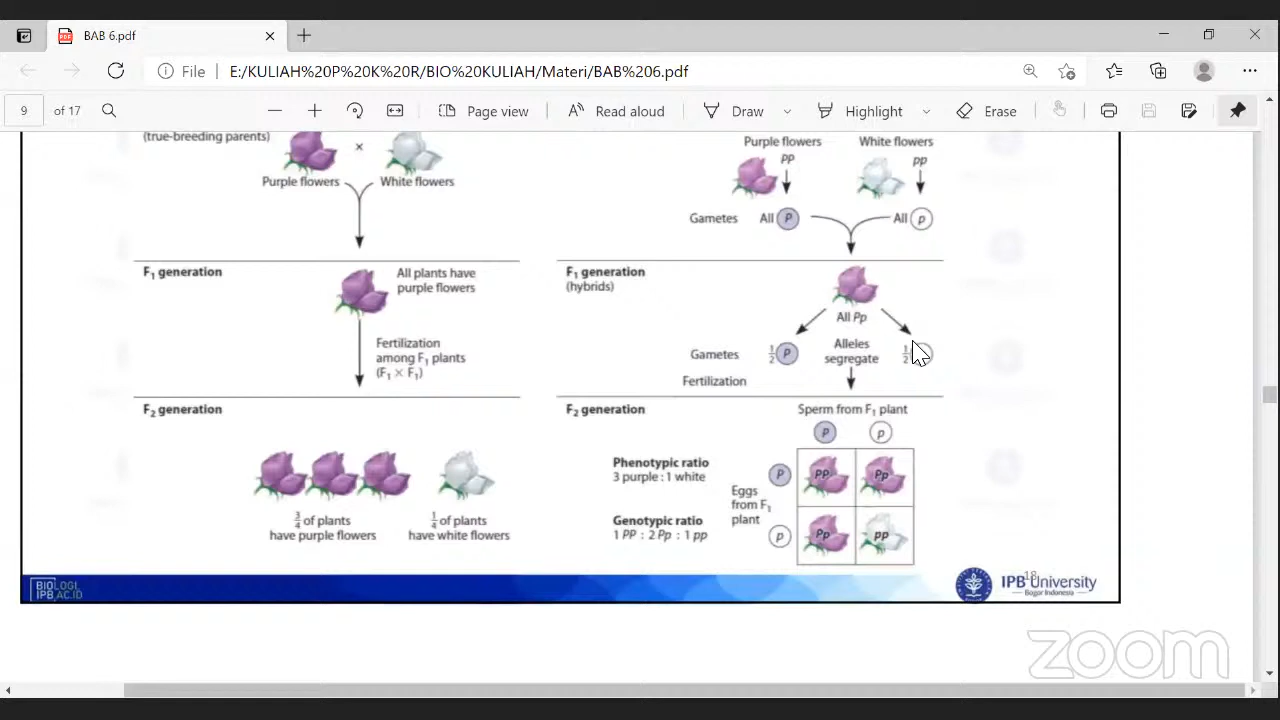 BAB 6.pdf
File
E:/KULIAH%20P%20K%20R/BIO%20KULIAH/Materi/BAB%206.pdf
9 of 17
Page view
Read aloud
Draw
Highlight
Erase
(true-breeding parents)
×
Purple flowers
White flowers
F₁ generation
All plants have
purple flowers
Fertilization
among F₁ plants
(F₁ × F₁)
F₂ generation
3/4 of plants
have purple flowers
1/4 of plants
have white flowers
Purple flowers
PP
White flowers
pp
Gametes
All P
All p
F₁ generation
(hybrids)
All Pp
Gametes
1/2 P
Alleles
segregate
1/2
Fertilization
F₂ generation
Sperm from F₁ plant
P
p
Phenotypic ratio
3 purple : 1 white
Genotypic ratio
1 PP : 2 Pp : 1 pp
Eggs
from F₁
plant
P
p
PP
Pp
Pp
pp
BIOLOGI.
IPB.AC.ID
18
IPB University
Bogor Indonesia
zoom